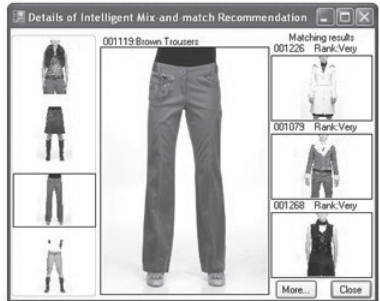 Details of Intelligent Mix-and-match Recommendation
001119:Brown Trousers
Matching results
001226 Rank:Very
001079 Rank:Very
001268 Rank:Very
More... Close